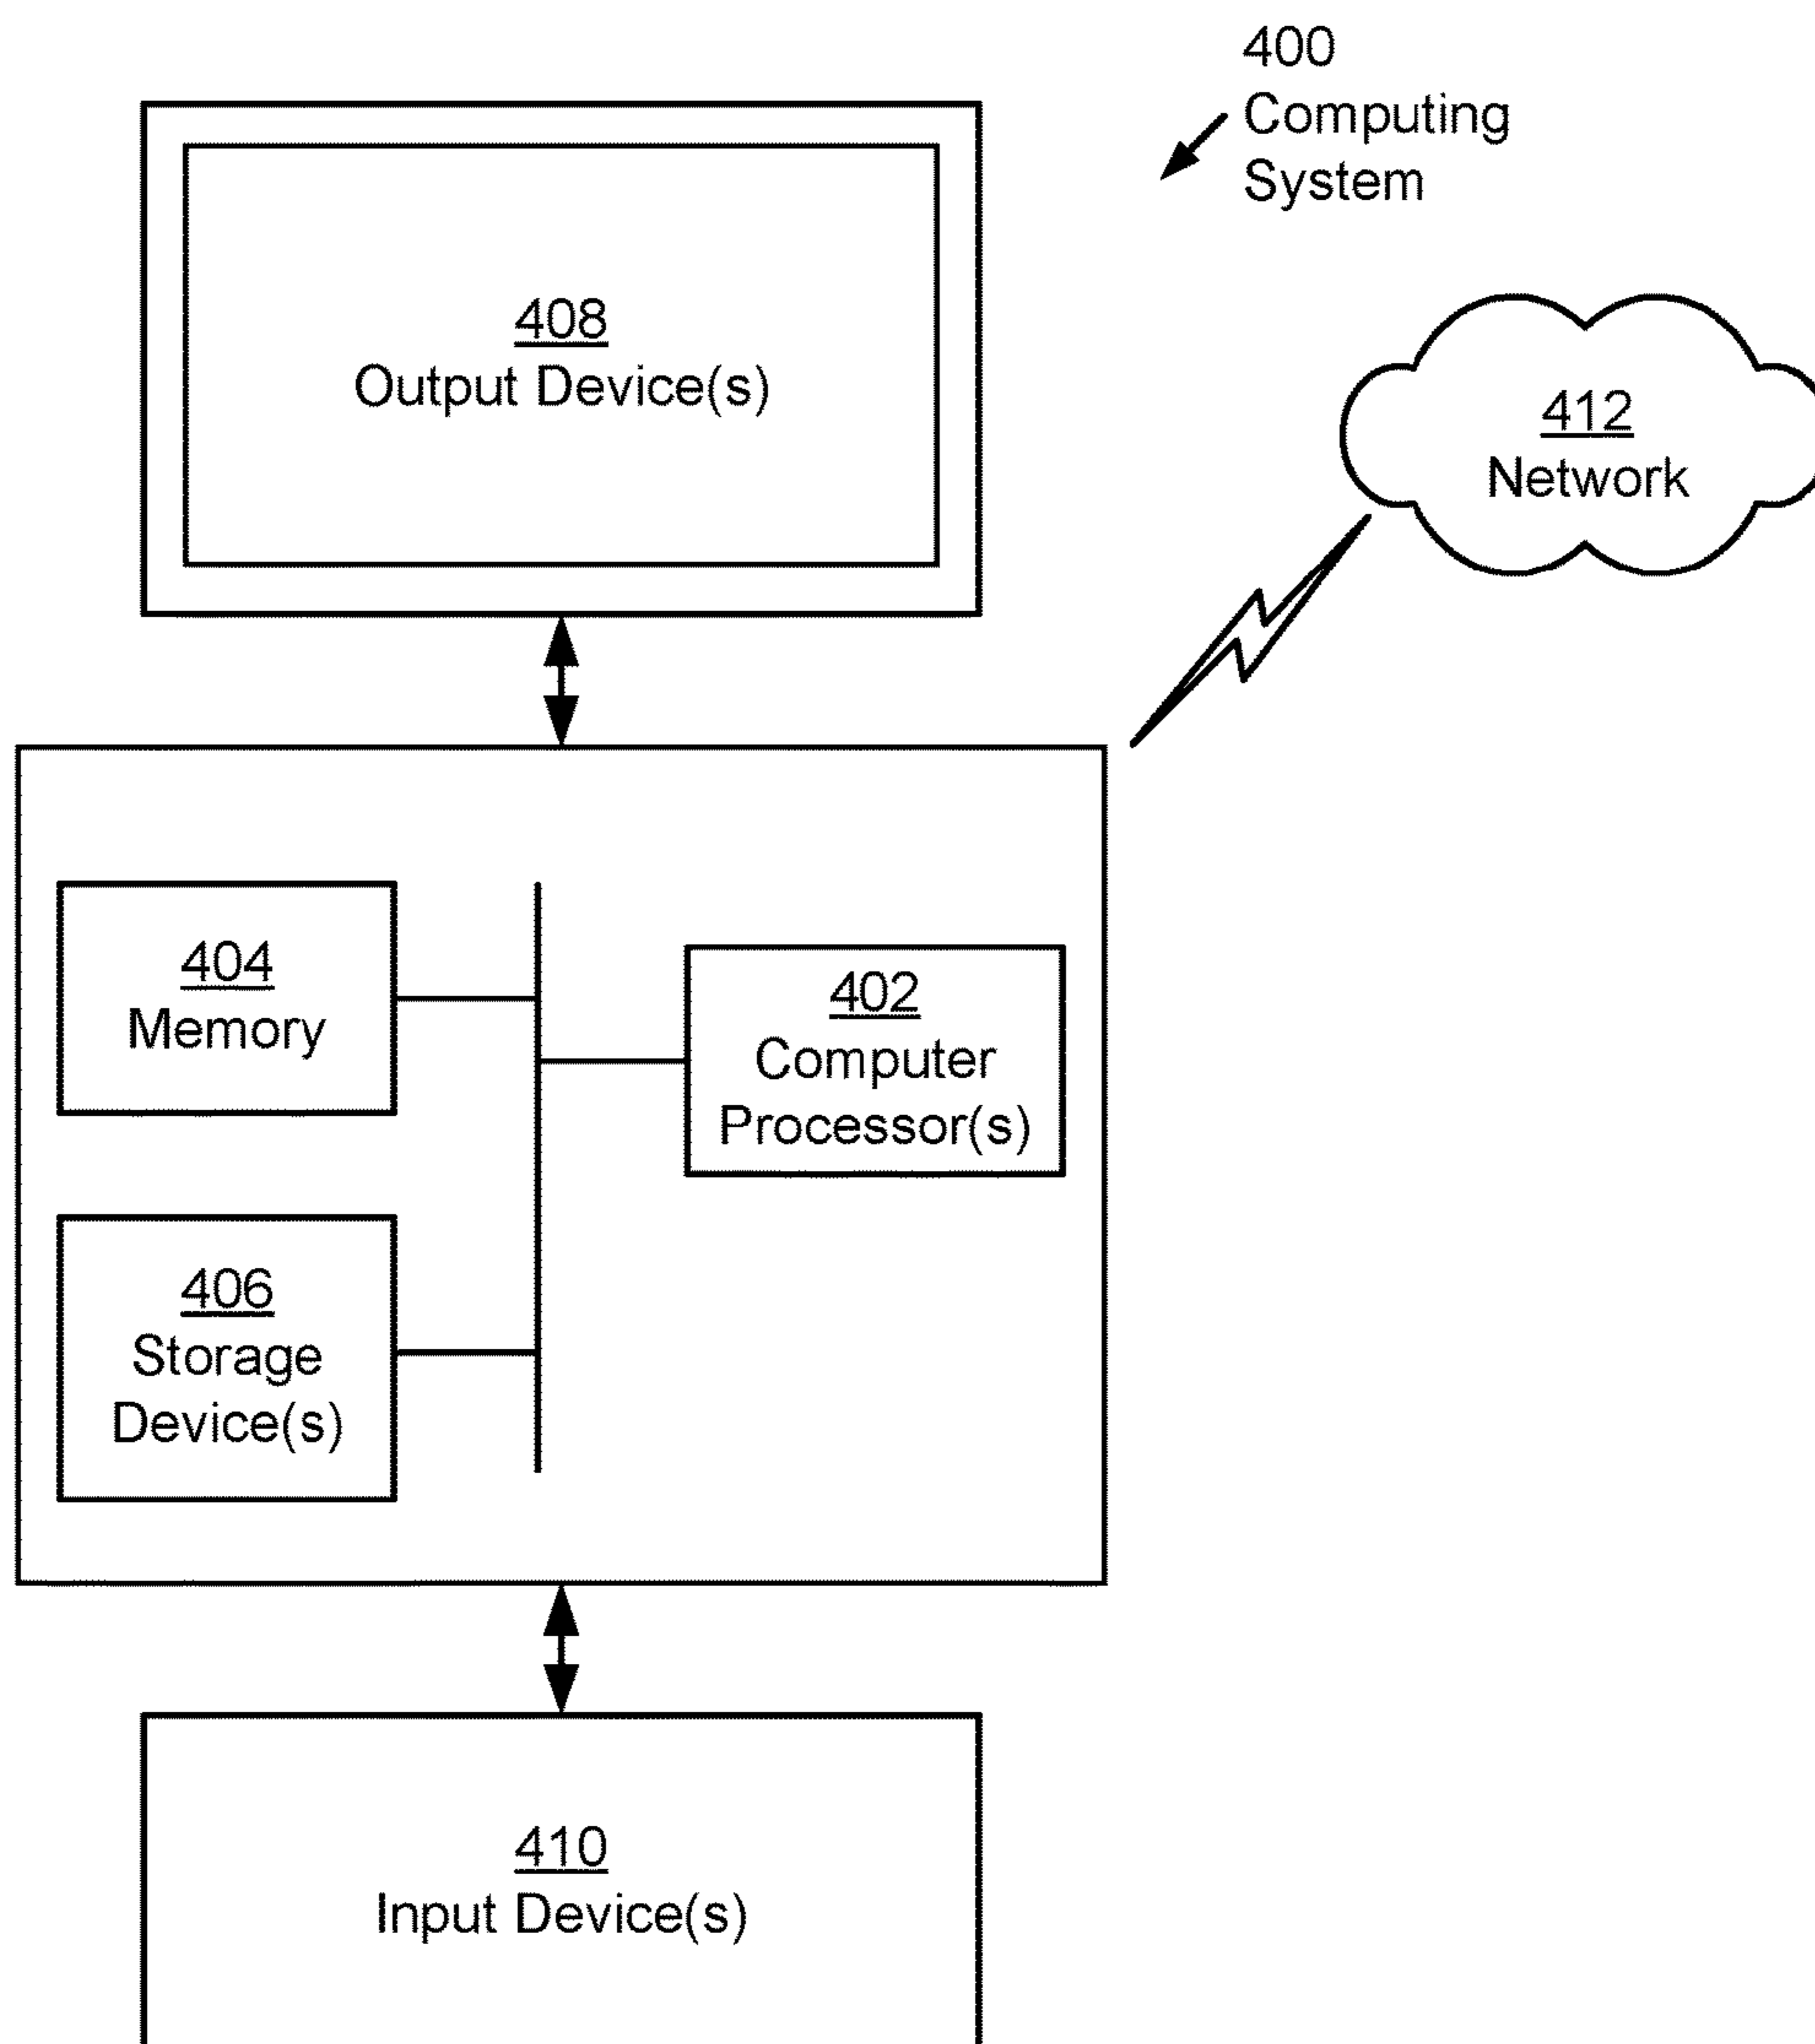 400
Computing
System
408
Output Device(s)
412
Network
404
Memory
402
Computer
Processor(s)
406
Storage
Device(s)
410
Input Device(s)